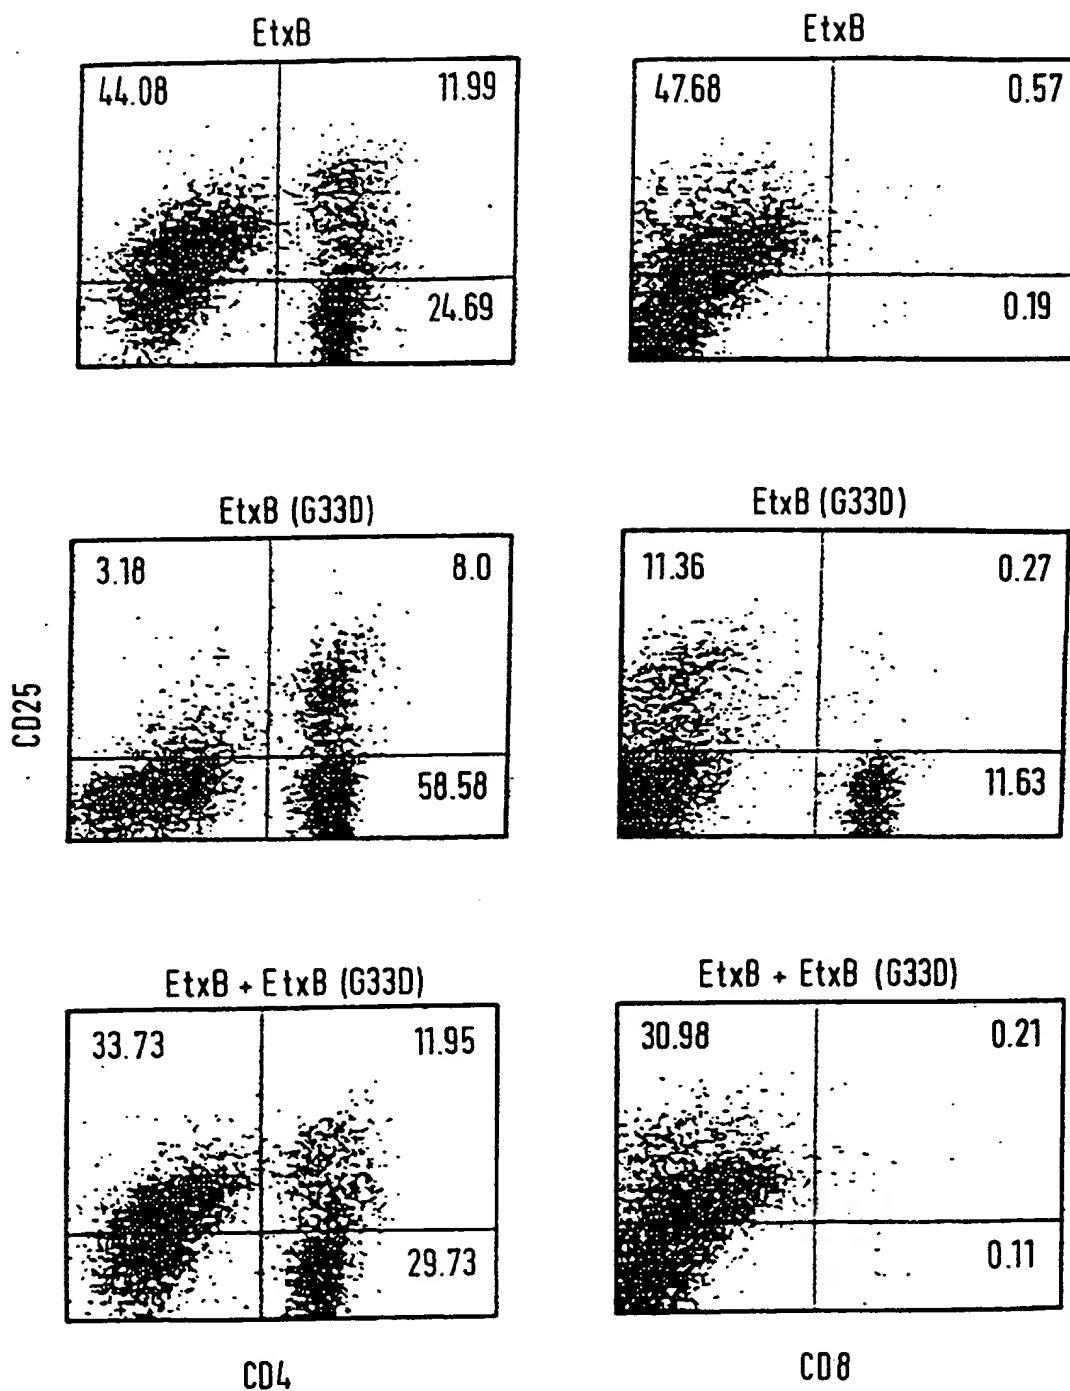 EtxB
44.08 11.99
24.69
EtxB
47.68 0.57
0.19
EtxB (G33D)
3.18 8.0
58.58
EtxB (G33D)
11.36 0.27
11.63
CD25
EtxB + EtxB (G33D)
33.73 11.95
29.73
EtxB + EtxB (G33D)
30.98 0.21
0.11
CD4
CD8